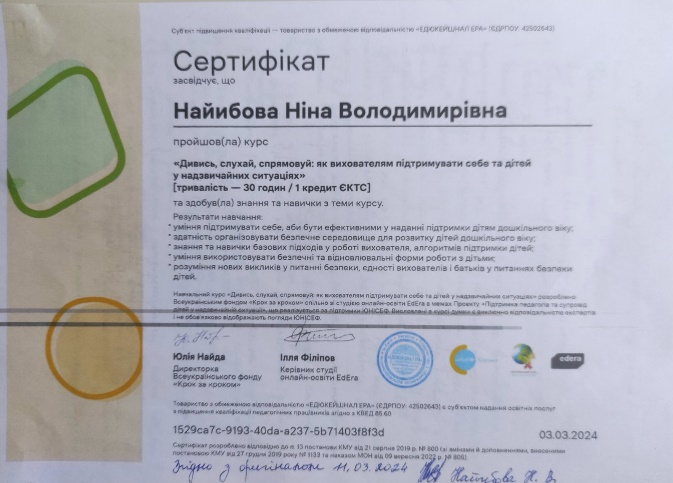 Суб'єкт підвищення кваліфікації — товариство з обмеженою відповідальністю «ЕДЮКЕЙШНАЛ ЕРА» (ЄДРПОУ: 42502643)
Сертифікат
засвідчує, що
Найибова Ніна Володимирівна
пройшов(ла) курс
«Дивись, слухай, спрямовуй: як вихователям підтримувати себе та дітей
у надзвичайних ситуаціях»
[тривалість — 30 годин / 1 кредит ЄКТС]
та здобув(ла) знання та навички з теми курсу.
Результати навчання:
* уміння підтримувати себе, аби бути ефективними у наданні підтримки дітям дошкільного віку;
* здатність організовувати безпечне середовище для розвитку дітей дошкільного віку;
* знання та навички базових підходів у роботі вихователя, алгоритмів підтримки дітей;
* уміння використовувати безпечні та відновлювальні форми роботи з дітьми;
* розуміння нових викликів у питанні безпеки, єдності вихователів і батьків у питаннях безпеки
дітей.
Навчальний курс «Дивись, слухай, спрямовуй: як вихователям підтримувати себе та дітей у надзвичайних ситуаціях» розроблено
Всеукраїнським фондом «Крок за кроком» спільно зі студією онлайн-освіти EdEra в межах Проєкту «Підтримка педагогів та супровід
дітей у надзвичайній ситуації», що реалізується за підтримки ЮНІСЕФ. Висловлені в курсі думки є виключно відповідальністю експертів
і не обов'язково відображають погляди ЮНІСЕФ.
Юлія Найда
Директорка
Всеукраїнського фонду
«Крок за кроком»
Ілля Філіпов
Керівник студії
онлайн-освіти EdEra
edera
Товариство з обмеженою відповідальністю «ЕДЮКЕЙШНАЛ ЕРА» (ЄДРПОУ: 42502643) є суб'єктом надання освітніх послуг
з підвищення кваліфікації педагогічних працівників згідно з КВЕД 85.60
1529ca7c-9193-40da-a237-5b71403f8f3d
03.03.2024
Сертифікат розроблено відповідно до п. 13 постанови КМУ від 21 серпня 2019 р. № 800 (зі змінами й доповненнями, внесеними
постановою КМУ від 27 грудня 2019 року № 1133 та наказом МОН від 09 вересня 2022 р. № 805).
Згідно з оригіналом 11.03.2024 Найибова Н. В.